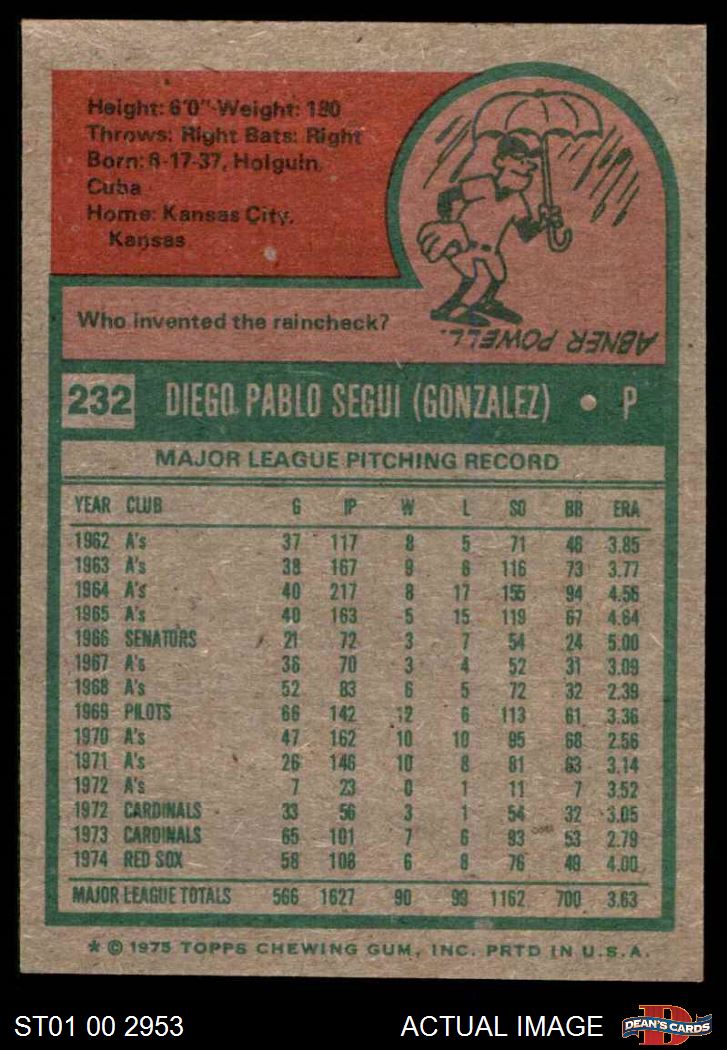 Height: 6'0" Weight: 190
Throws: Right Bats: Right
Born: 8-17-37, Holguin,
Cuba
Home: Kansas City,
Kansas
Who invented the raincheck?
ABNER POWELL.
232 DIEGO PABLO SEGUI (GONZALEZ) • P
MAJOR LEAGUE PITCHING RECORD
YEAR CLUB G IP W L SO BB ERA
1962 A's 37 117 8 5 71 46 3.85
1963 A's 38 167 9 6 116 73 3.77
1964 A's 40 217 8 17 155 94 4.56
1965 A's 40 163 5 15 119 67 4.64
1966 SENATORS 21 72 3 7 54 24 5.00
1967 A's 36 70 3 4 52 31 3.09
1968 A's 52 83 6 5 72 32 2.39
1969 PILOTS 66 142 12 6 113 61 3.36
1970 A's 47 162 10 10 95 68 2.56
1971 A's 26 146 10 8 81 63 3.14
1972 A's 7 23 0 1 11 7 3.52
1972 CARDINALS 33 56 3 1 54 32 3.05
1973 CARDINALS 65 101 7 6 93 53 2.79
1974 RED SOX 58 108 6 8 76 49 4.00
MAJOR LEAGUE TOTALS 566 1627 90 99 1162 700 3.63
* © 1975 TOPPS CHEWING GUM, INC. PRTD IN U.S.A.
ST01 00 2953 ACTUAL IMAGE D DEAN'S CARDS